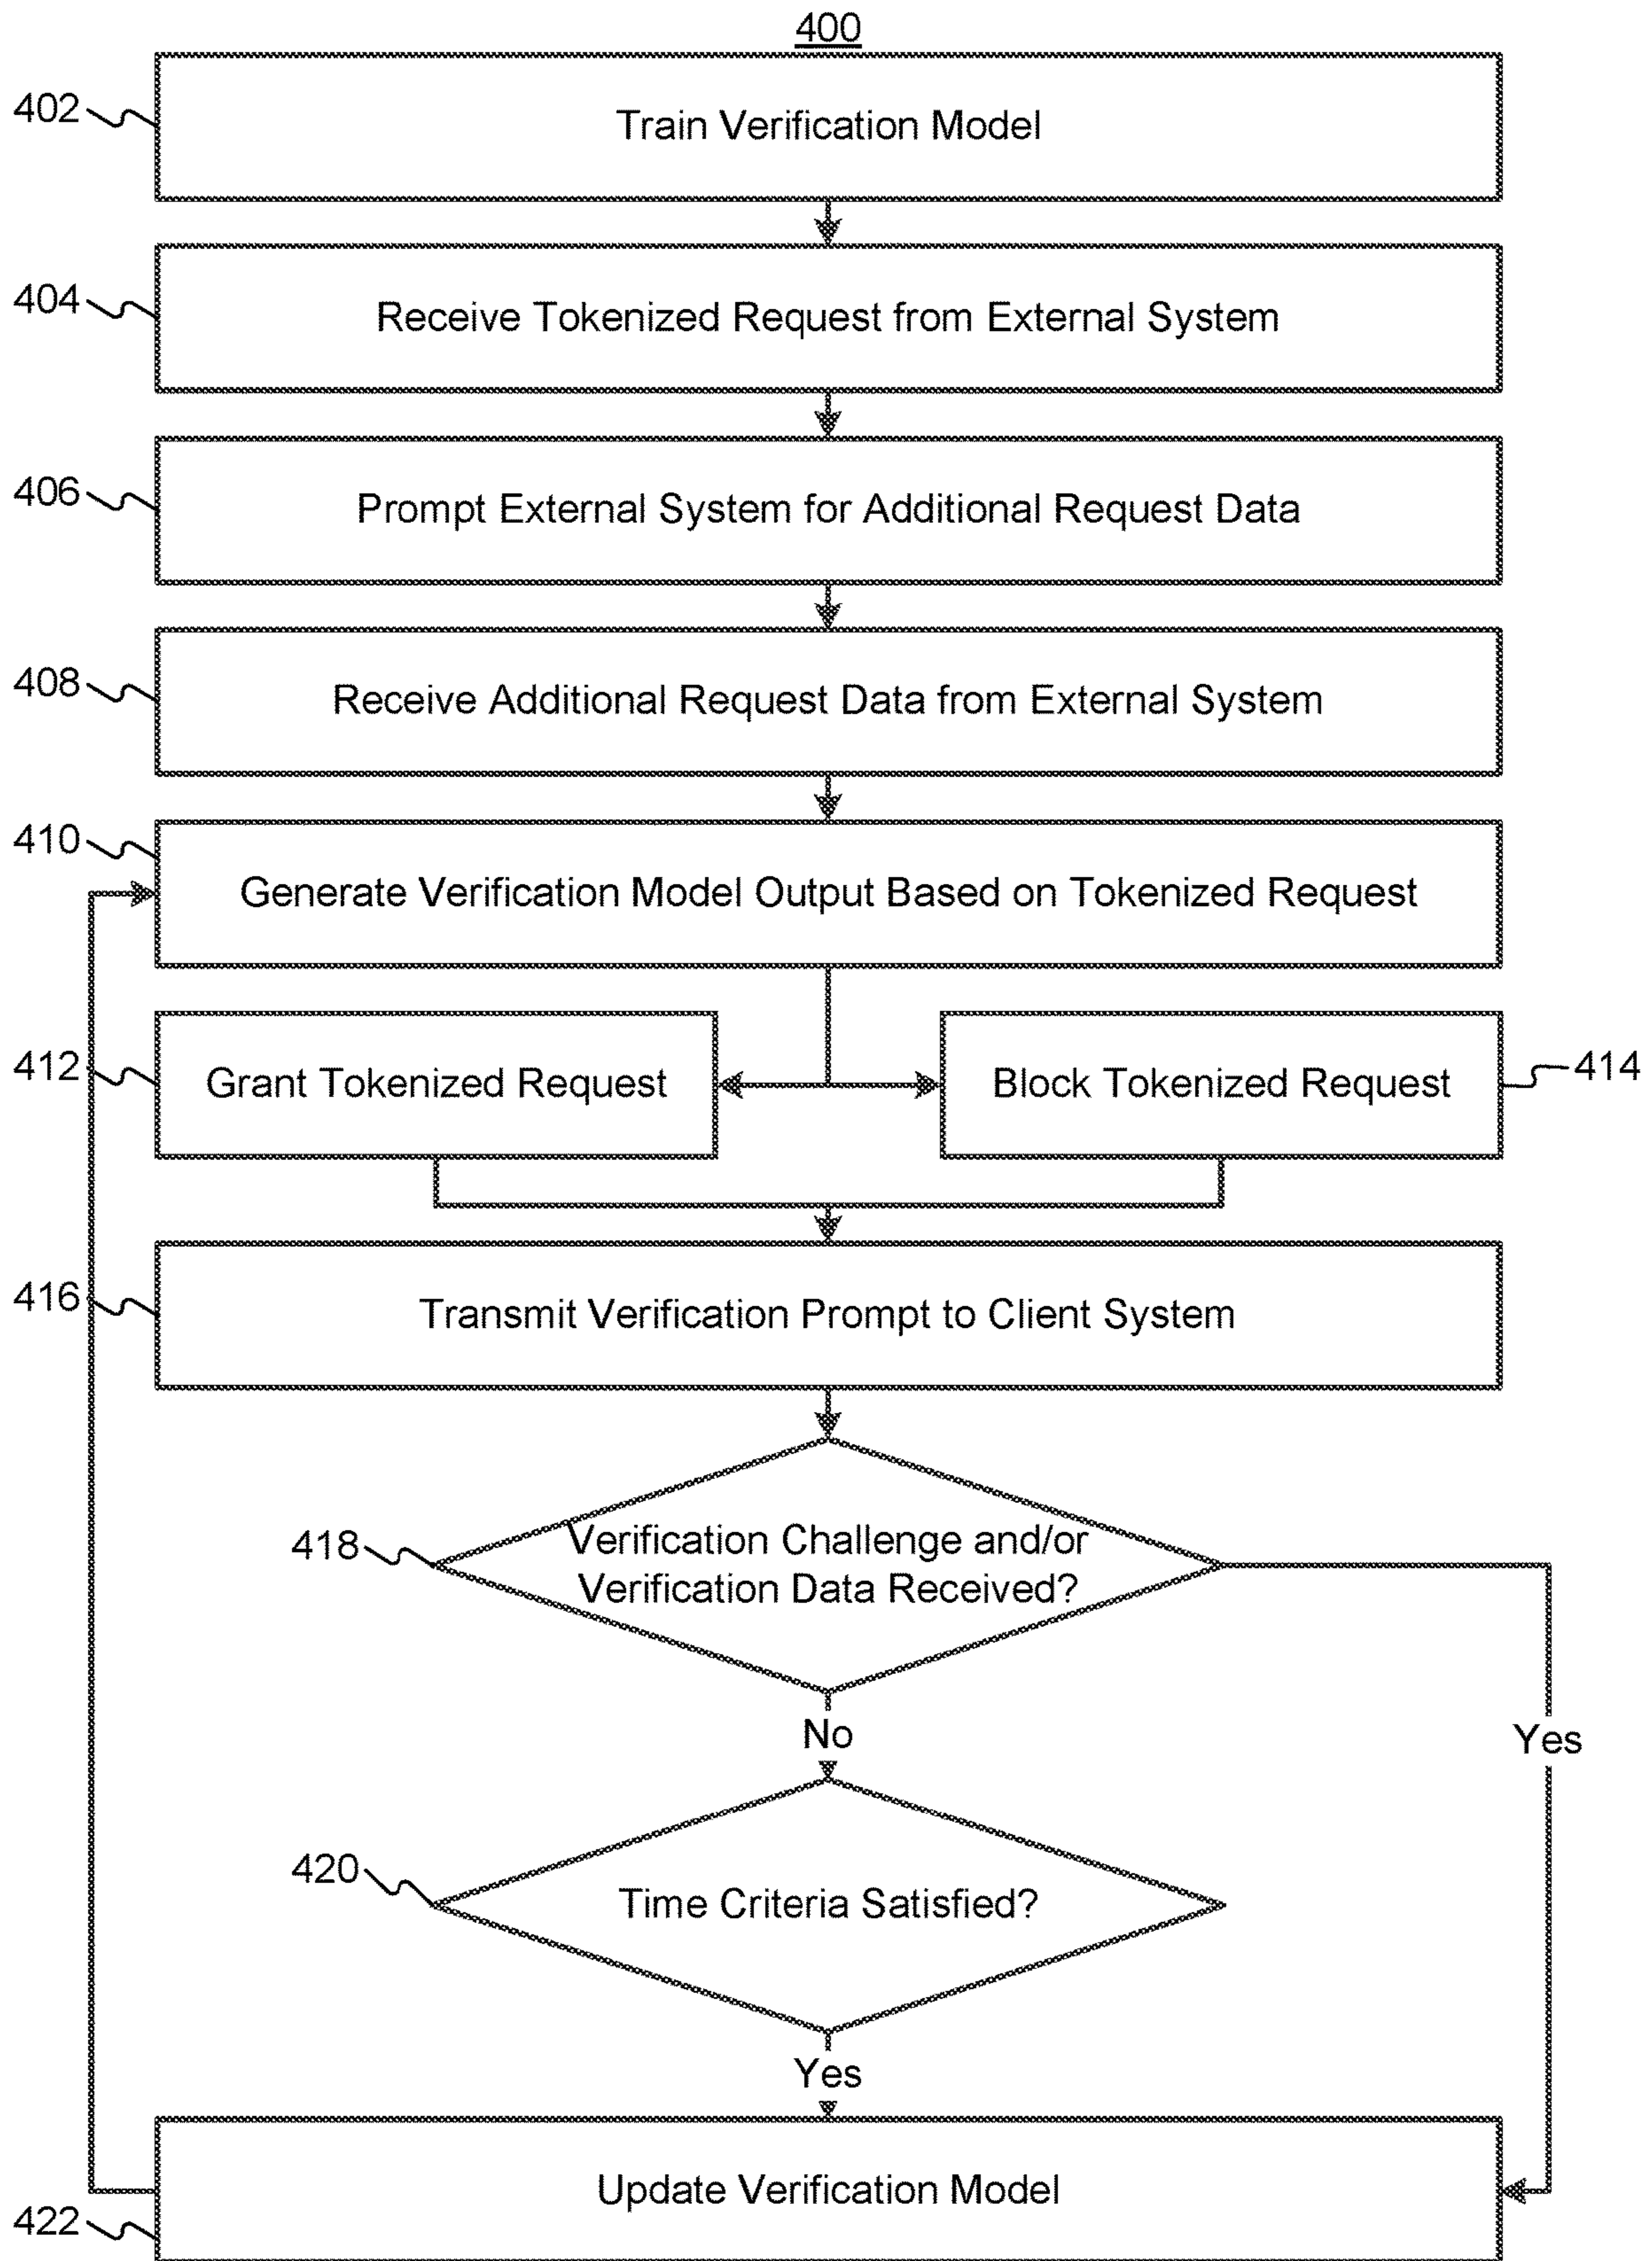 400
402
Train Verification Model
404
Receive Tokenized Request from External System
406
Prompt External System for Additional Request Data
408
Receive Additional Request Data from External System
410
Generate Verification Model Output Based on Tokenized Request
412
Grant Tokenized Request
Block Tokenized Request
414
416
Transmit Verification Prompt to Client System
418
Verification Challenge and/or
Verification Data Received?
No
Yes
420
Time Criteria Satisfied?
Yes
Update Verification Model
422